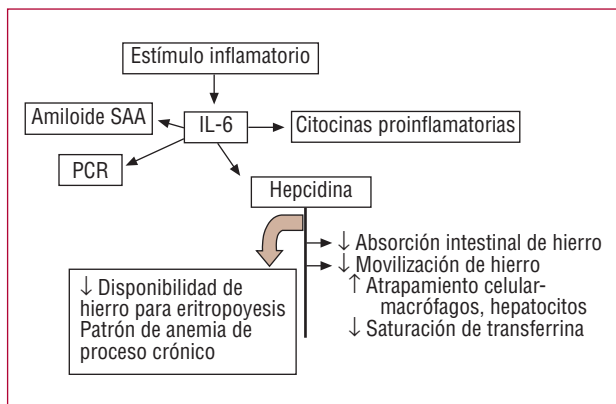 Estímulo inflamatorio
Amiloide SAA
IL-6
Citocinas proinflamatorias
PCR
Hepcidina
↓ Absorción intestinal de hierro
↓ Movilización de hierro
↑ Atrapamiento celular-
macrófagos, hepatocitos
↓ Saturación de transferrina
↓ Disponibilidad de
hierro para eritropoyesis
Patrón de anemia de
proceso crónico